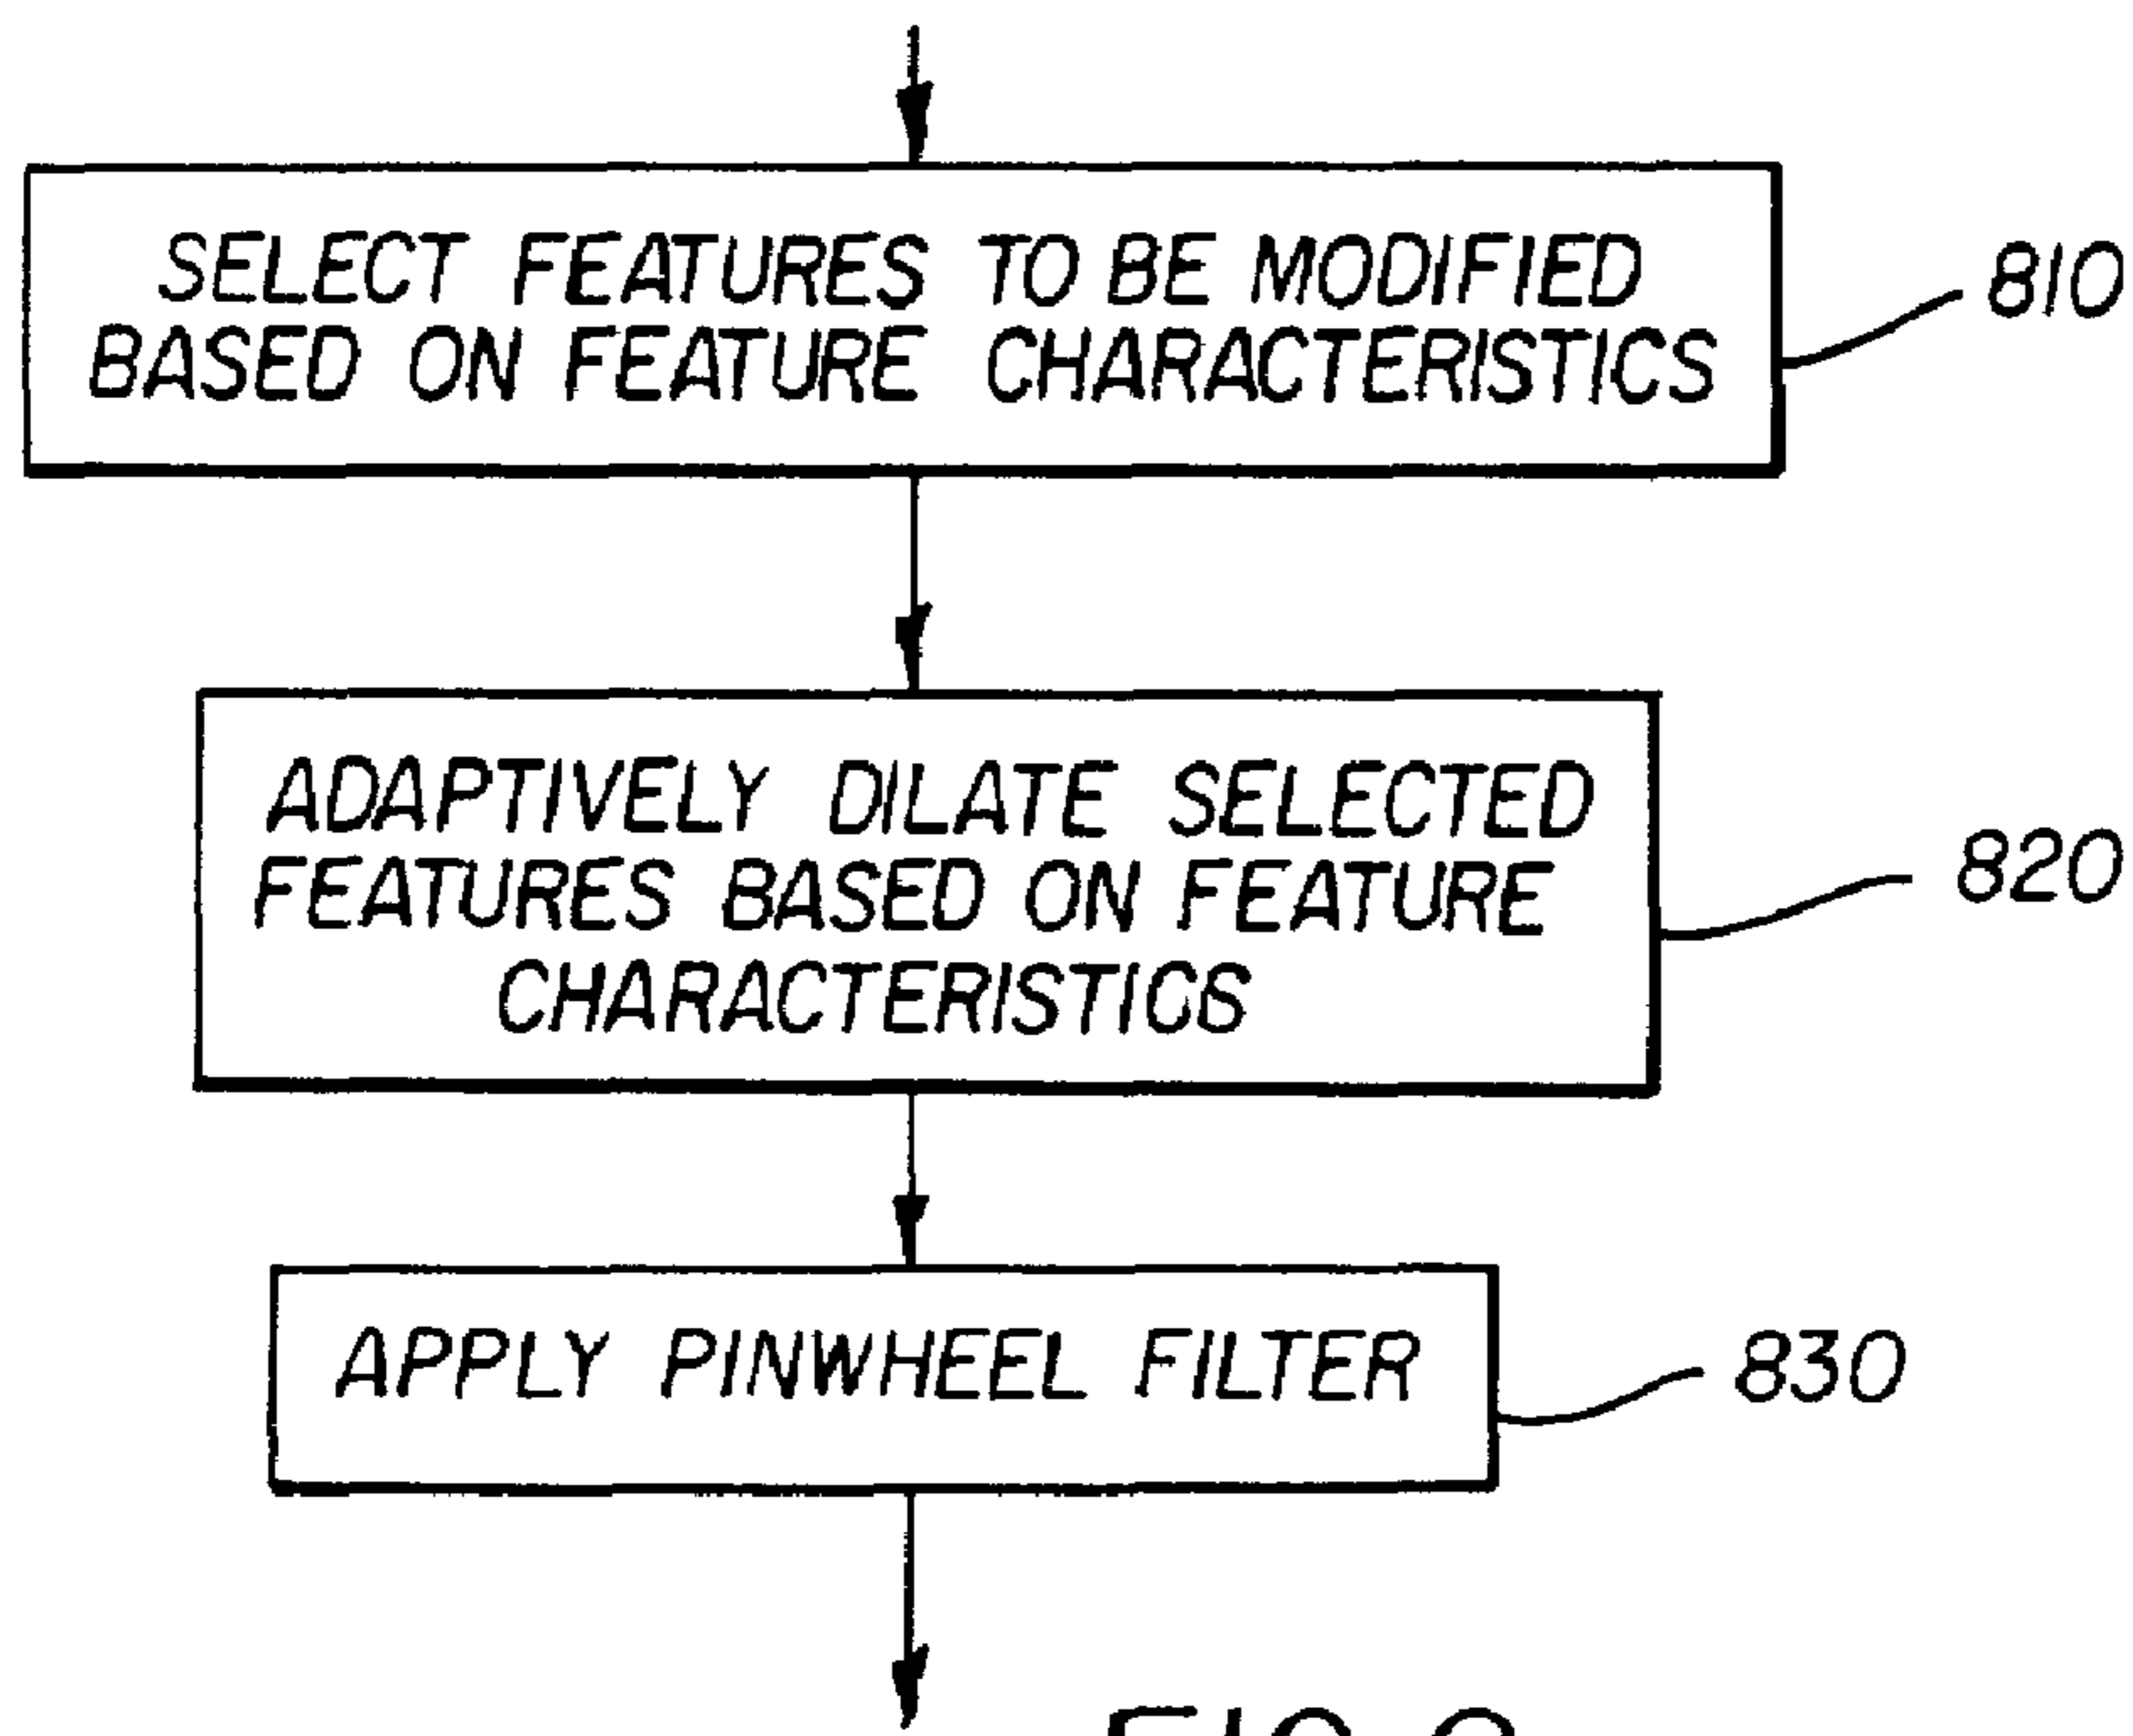 SELECT FEATURES TO BE MODIFIED
BASED ON FEATURE CHARACTERISTICS
810
ADAPTIVELY DILATE SELECTED
FEATURES BASED ON FEATURE
CHARACTERISTICS
820
APPLY PINWHEEL FILTER
830